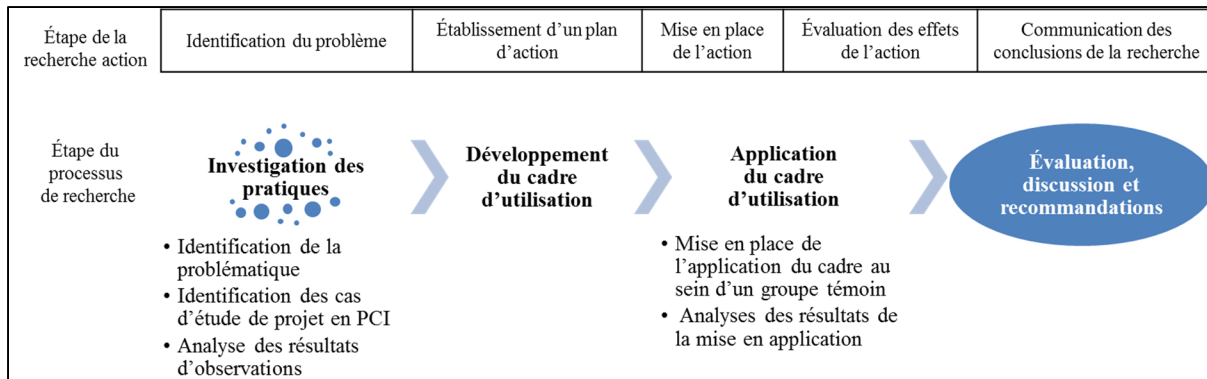 Étape de la
recherche action
Identification du problème
Établissement d'un plan
d'action
Mise en place
de l'action
Évaluation des effets
de l'action
Communication des
conclusions de la recherche
Étape du
processus
de recherche
Investigation des
pratiques
Développement
du cadre
d'utilisation
Application
du cadre
d'utilisation
Évaluation,
discussion et
recommandations
• Identification de la
problématique
• Identification des cas
d'étude de projet en PCI
• Analyse des résultats
d'observations
• Mise en place de
l'application du cadre au
sein d'un groupe témoin
• Analyses des résultats de
la mise en application